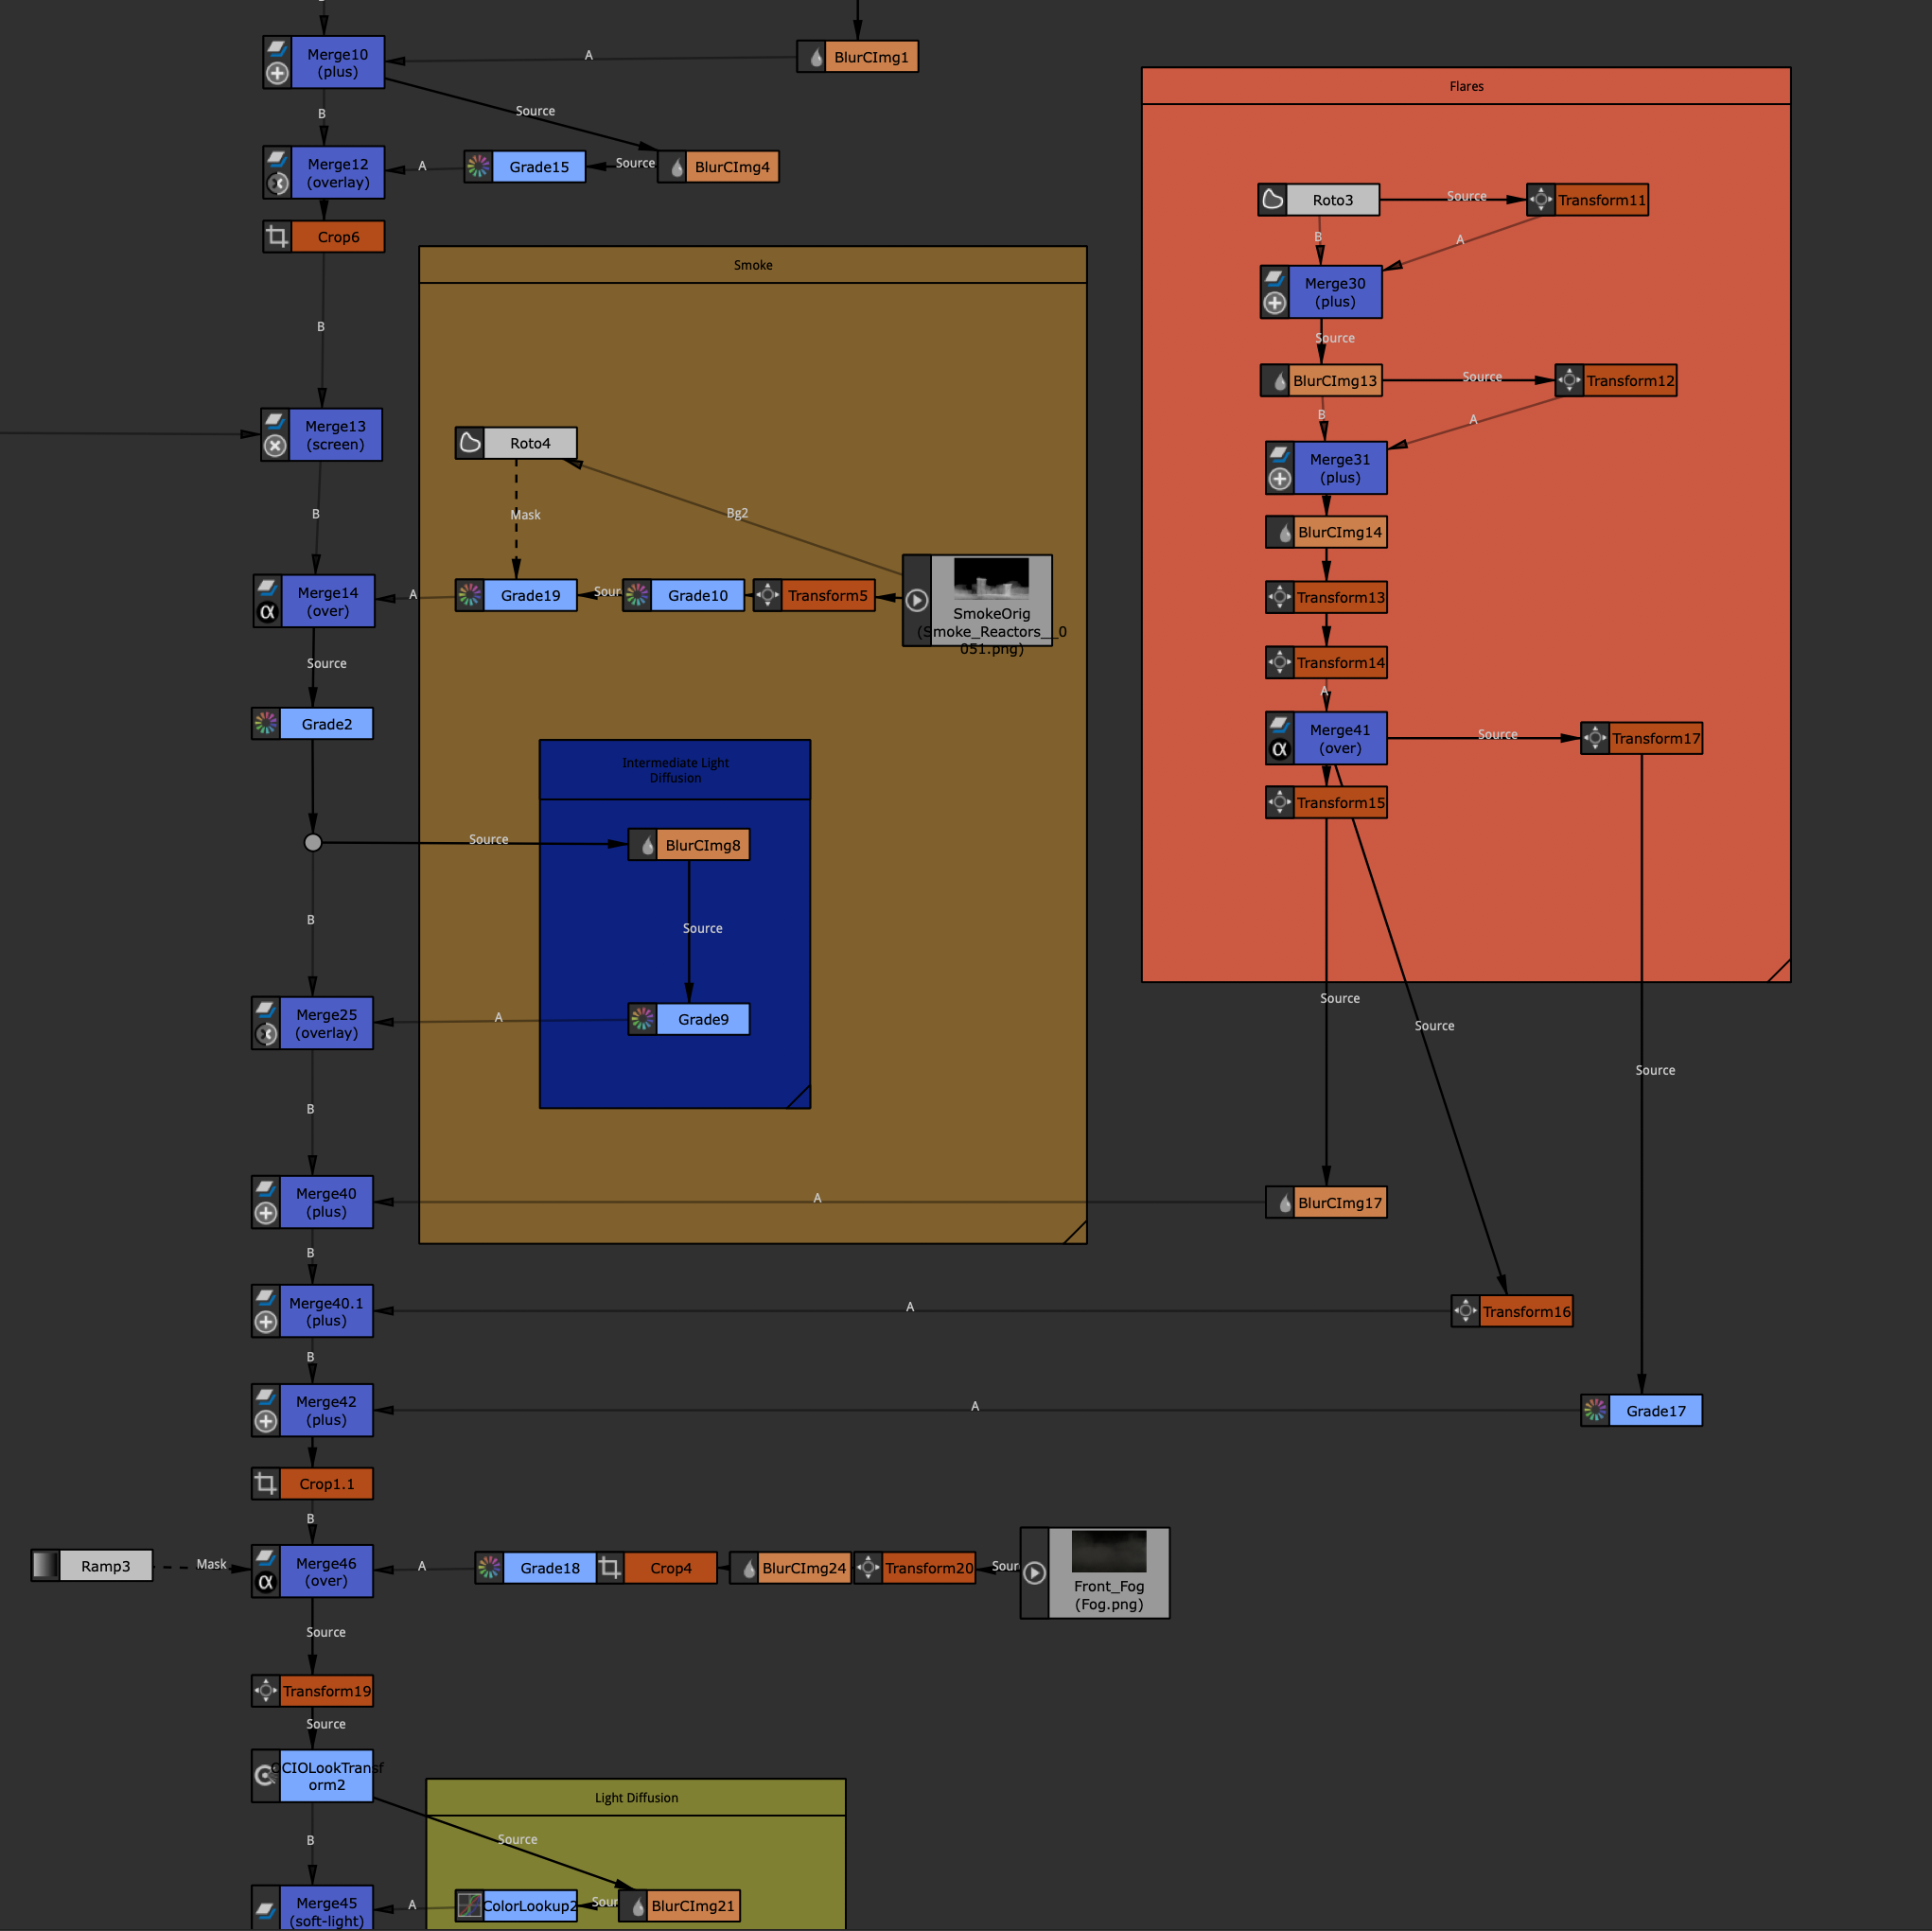 Merge10
(plus)
A
BlurCImg1
Source
B
Merge12
(overlay)
A
Grade15
Source
BlurCImg4
Crop6
B
Merge13
(screen)
B
Merge14
(over)
Source
Grade2
B
Merge25
(overlay)
B
Merge40
(plus)
B
Merge40.1
(plus)
B
Merge42
(plus)
Crop1.1
B
Ramp3
Mask
Merge46
(over)
A
Grade18
Crop4
BlurCImg24
Transform20
Sour
Front_Fog
(Fog.png)
Source
Transform19
Source
OCIOLookTransf
orm2
B
Merge45
(soft-light)
Smoke
Roto4
Mask
Bg2
A
Grade19
Sour
Grade10
Transform5
SmokeOrig
(Smoke_Reactors__0
051.png)
Intermediate Light
Diffusion
Source
BlurCImg8
Source
A
Grade9
A
A
A
Flares
Roto3
Source
Transform11
B
A
Merge30
(plus)
Source
BlurCImg13
Source
Transform12
B
A
Merge31
(plus)
BlurCImg14
Transform13
Transform14
A
Merge41
(over)
Source
Transform17
Transform15
Source
Source
Source
BlurCImg17
Transform16
Grade17
Light Diffusion
Source
A
ColorLookup2
Sour
BlurCImg21